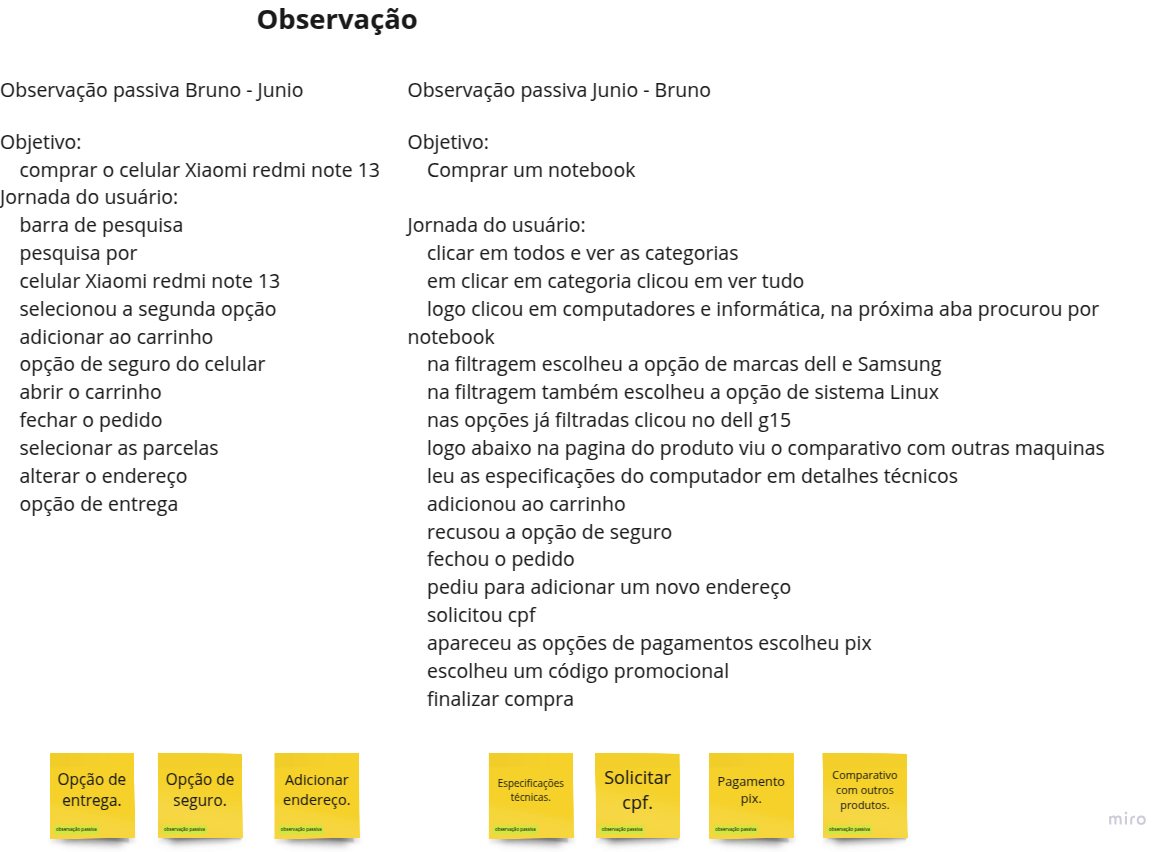 Observação
Observação passiva Bruno - Junio
Objetivo:
comprar o celular Xiaomi redmi note 13
Jornada do usuário:
barra de pesquisa
pesquisa por
celular Xiaomi redmi note 13
selecionou a segunda opção
adicionar ao carrinho
opção de seguro do celular
abrir o carrinho
fechar o pedido
selecionar as parcelas
alterar o endereço
opção de entrega
Observação passiva Junio - Bruno
Objetivo:
Comprar um notebook
Jornada do usuário:
clicar em todos e ver as categorias
em clicar em categoria clicou em ver tudo
logo clicou em computadores e informática, na próxima aba procurou por
notebook
na filtragem escolheu a opção de marcas dell e Samsung
na filtragem também escolheu a opção de sistema Linux
nas opções já filtradas clicou no dell g15
logo abaixo na pagina do produto viu o comparativo com outras maquinas
leu as especificações do computador em detalhes técnicos
adicionou ao carrinho
recusou a opção de seguro
fechou o pedido
pediu para adicionar um novo endereço
solicitou cpf
apareceu as opções de pagamentos escolheu pix
escolheu um código promocional
finalizar compra
Opção de
entrega.
observação passiva
Opção de
seguro.
observação passiva
Adicionar
endereço.
observação passiva
Especificações
técnicas.
observação passiva
Solicitar
cpf.
observação passiva
Pagamento
pix.
observação passiva
Comparativo
com outros
produtos.
observação passiva
miro